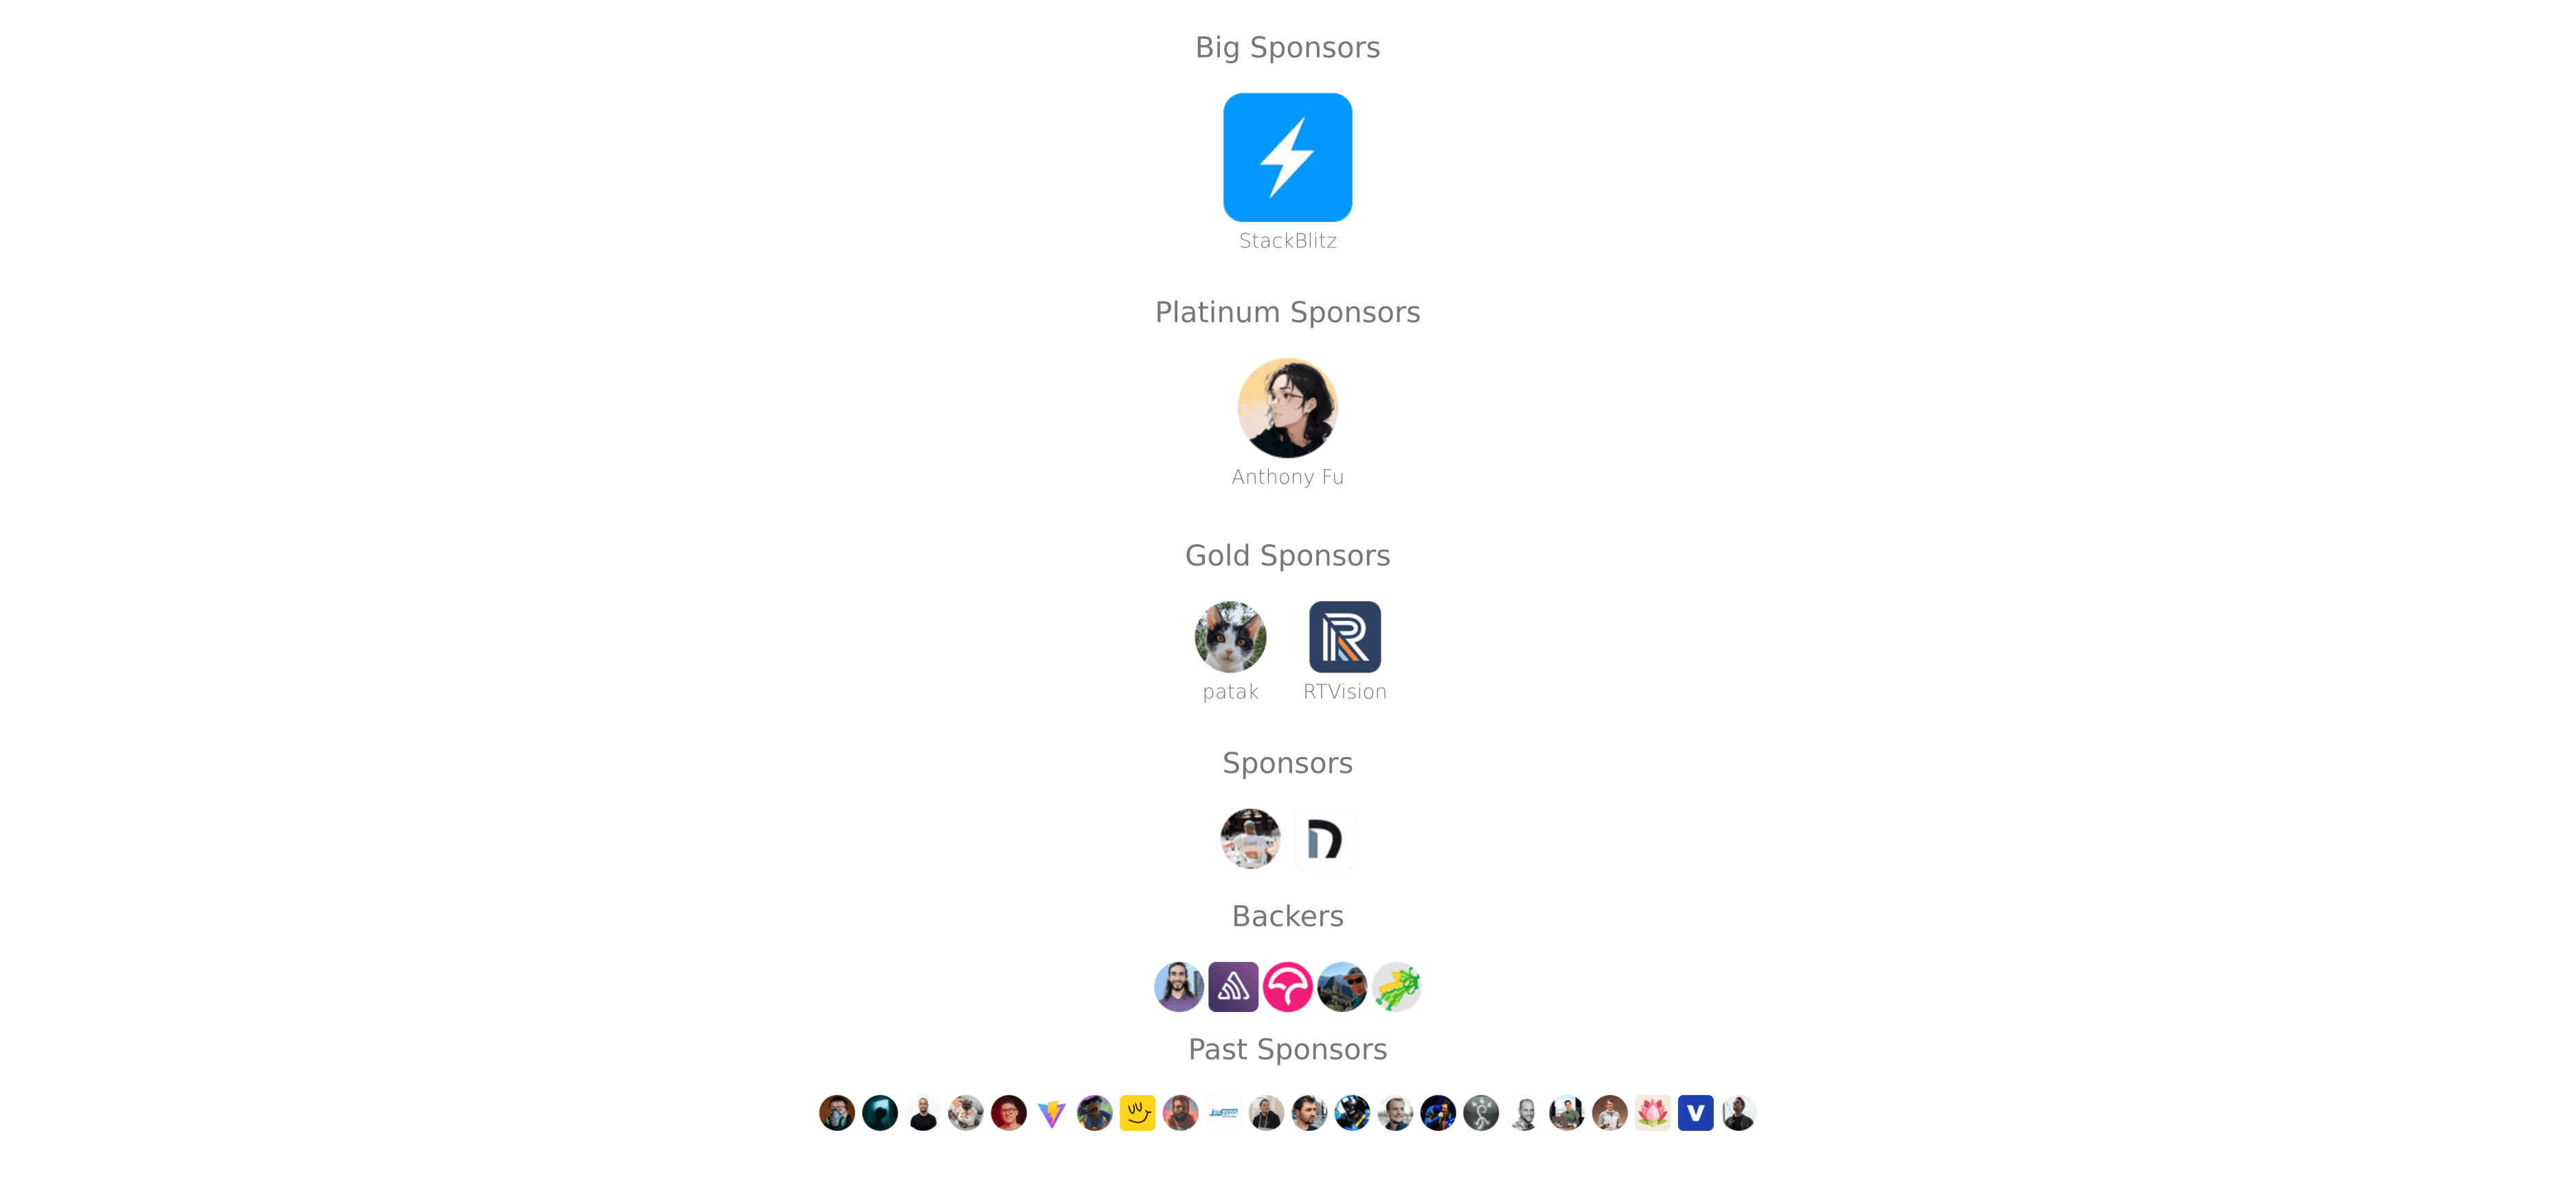 Big Sponsors
StackBlitz
Platinum Sponsors
Anthony Fu
Gold Sponsors
patak
RTVision
Sponsors
Backers
Past Sponsors
V